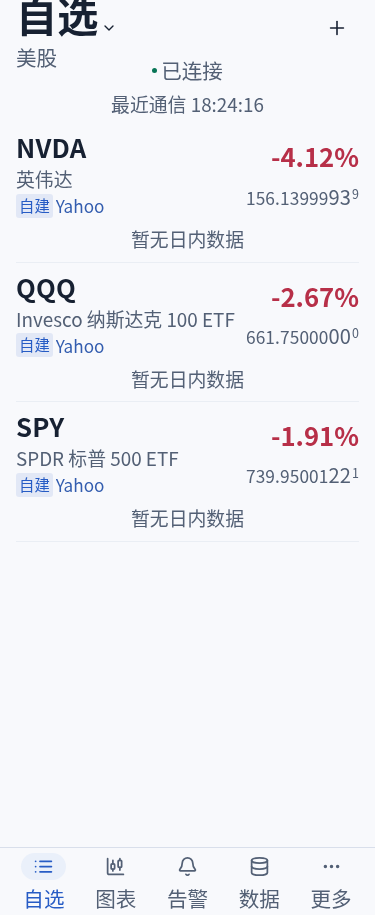 自选
美股
已连接
最近通信 18:24:16
NVDA
-4.12%
英伟达
156.13999939
自建 Yahoo
暂无日内数据
QQQ
-2.67%
Invesco 纳斯达克 100 ETF
661.75000000
自建 Yahoo
暂无日内数据
SPY
-1.91%
SPDR 标普 500 ETF
739.95001221
自建 Yahoo
暂无日内数据
自选 图表 告警 数据 更多